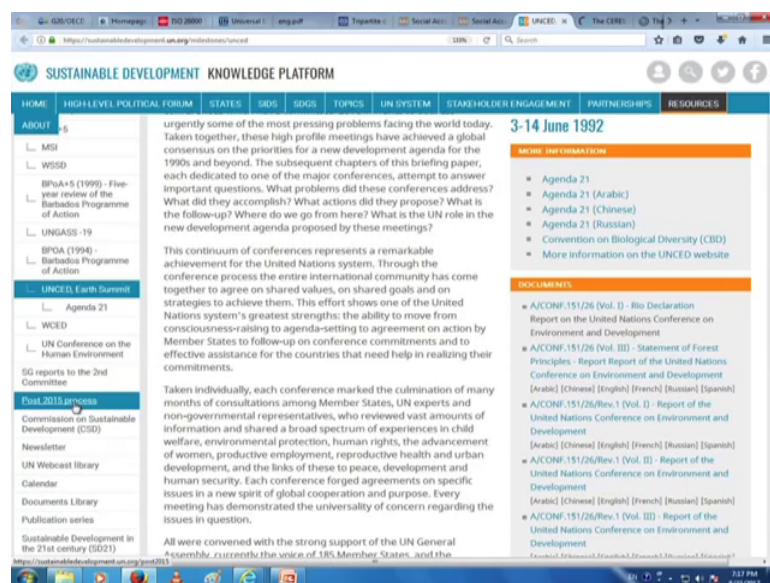 G20/OECD
Homepage
ISO 26000
Universal I
eng.pdf
Tripartite c
Social Acc
Social Acc
UNCED,
The CERES
https://sustainabledevelopment.un.org/milestones/unced
Search
SUSTAINABLE DEVELOPMENT KNOWLEDGE PLATFORM
HOME HIGH-LEVEL POLITICAL FORUM STATES SIDS SDGS TOPICS UN SYSTEM STAKEHOLDER ENGAGEMENT PARTNERSHIPS RESOURCES
ABOUT
+5
MSI
WSSD
BPoA+5 (1999) - Five-
year review of the
Barbados Programme
of Action
UNGASS -19
BPOA (1994) -
Barbados Programme
of Action
UNCED, Earth Summit
Agenda 21
WCED
UN Conference on the
Human Environment
SG reports to the 2nd
Committee
Post 2015 process
Commission on Sustainable
Development (CSD)
Newsletter
UN Webcast library
Calendar
Documents Library
Publication series
Sustainable Development in
the 21st century (SD21)
https://sustainabledevelopment.un.org/post2015
urgently some of the most pressing problems facing the world today.
Taken together, these high profile meetings have achieved a global
consensus on the priorities for a new development agenda for the
1990s and beyond. The subsequent chapters of this briefing paper,
each dedicated to one of the major conferences, attempt to answer
important questions. What problems did these conferences address?
What did they accomplish? What actions did they propose? What is
the follow-up? Where do we go from here? What is the UN role in the
new development agenda proposed by these meetings?
This continuum of conferences represents a remarkable
achievement for the United Nations system. Through the
conference process the entire international community has come
together to agree on shared values, on shared goals and on
strategies to achieve them. This effort shows one of the United
Nations system's greatest strengths: the ability to move from
consciousness-raising to agenda-setting to agreement on action by
Member States to follow-up on conference commitments and to
effective assistance for the countries that need help in realizing their
commitments.
Taken individually, each conference marked the culmination of many
months of consultations among Member States, UN experts and
non-governmental representatives, who reviewed vast amounts of
information and shared a broad spectrum of experiences in child
welfare, environmental protection, human rights, the advancement
of women, productive employment, reproductive health and urban
development, and the links of these to peace, development and
human security. Each conference forged agreements on specific
issues in a new spirit of global cooperation and purpose. Every
meeting has demonstrated the universality of concern regarding the
issues in question.
All were convened with the strong support of the UN General
Assembly, currently the voice of 185 Member States, and the
3-14 June 1992
MORE INFORMATION
Agenda 21
Agenda 21 (Arabic)
Agenda 21 (Chinese)
Agenda 21 (Russian)
Convention on Biological Diversity (CBD)
More information on the UNCED website
DOCUMENTS
A/CONF.151/26 (Vol. I) - Rio Declaration
Report on the United Nations Conference on
Environment and Development
A/CONF.151/26 (Vol. III) - Statement of Forest
Principles - Report Report of the United Nations
Conference on Environment and Development
[Arabic] [Chinese] [English] [French] [Russian] [Spanish]
A/CONF.151/26/Rev.1 (Vol. I) - Report of the
United Nations Conference on Environment and
Development
[Arabic] [Chinese] [English] [French] [Russian] [Spanish]
A/CONF.151/26/Rev.1 (Vol. II) - Report of the
United Nations Conference on Environment and
Development
[Arabic] [Chinese] [English] [French] [Russian] [Spanish]
A/CONF.151/26/Rev.1 (Vol. III) - Report of the
United Nations Conference on Environment and
Development
[Arabic] [Chinese] [English] [French] [Russian] [Spanish]
EN
7:17 PM